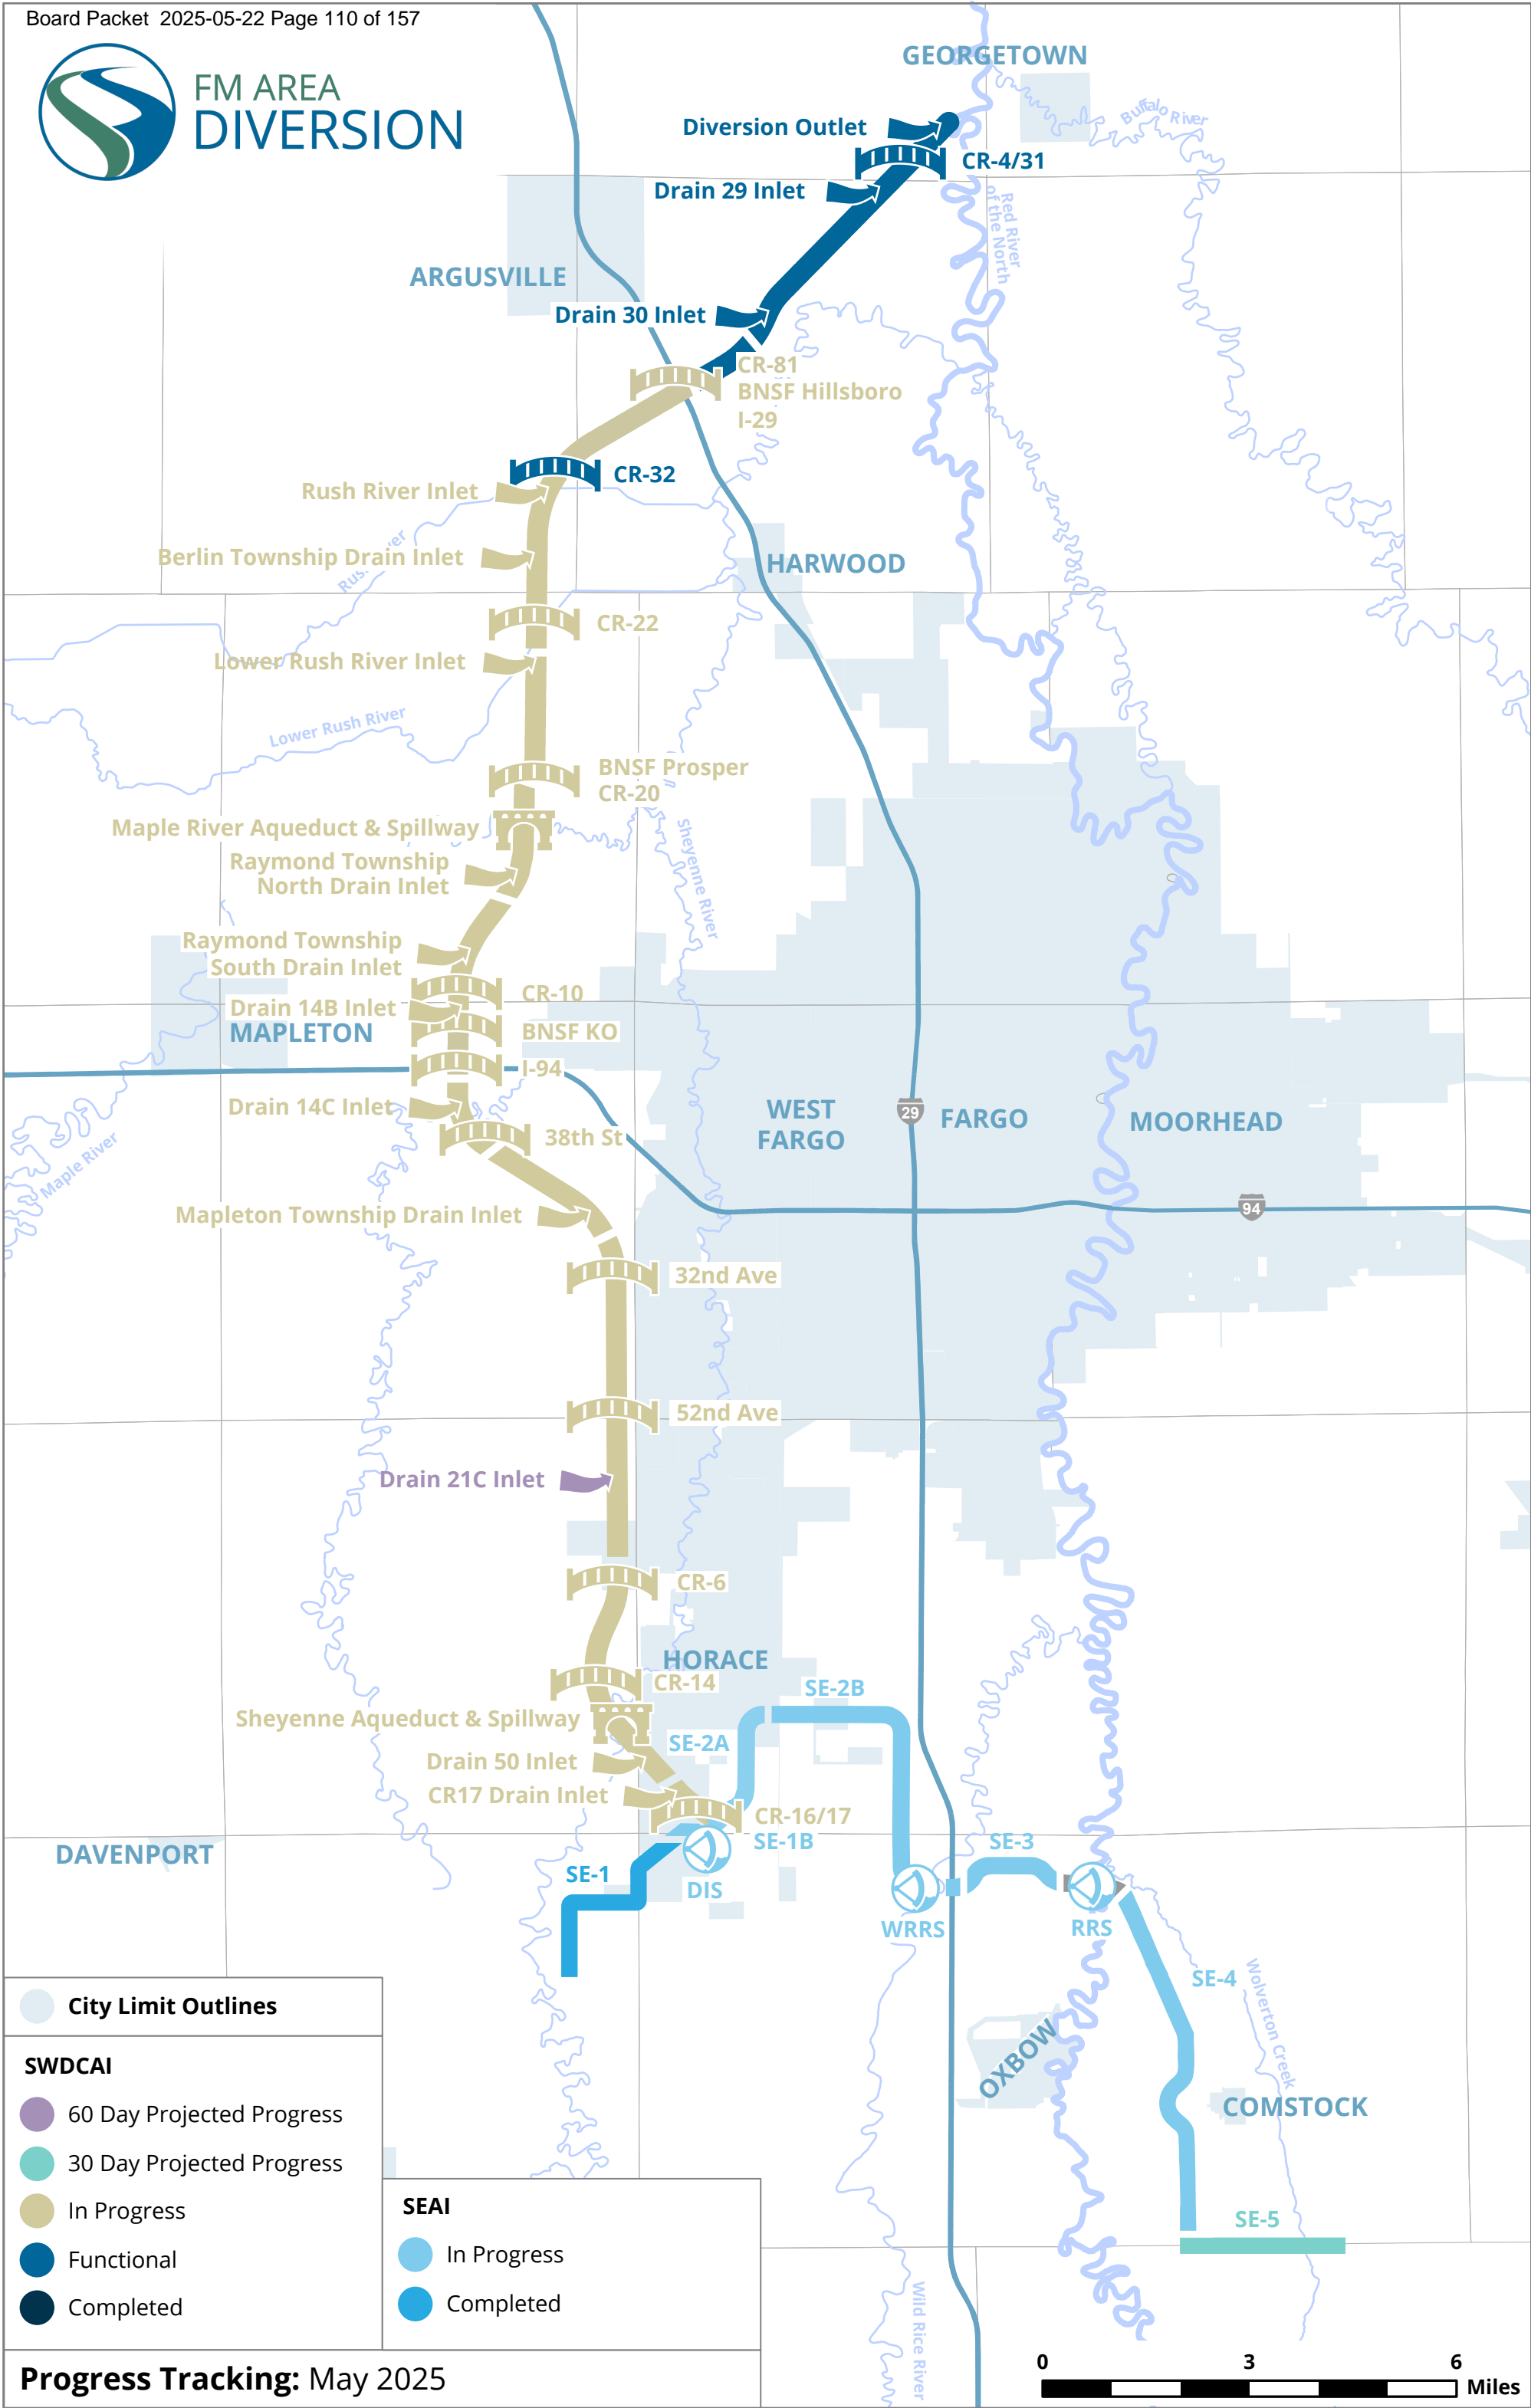 Board Packet 2025-05-22 Page 110 of 157
FM AREA
DIVERSION
GEORGETOWN
Buffalo River
Diversion Outlet
CR-4/31
Drain 29 Inlet
Red River
of the North
ARGUSVILLE
Drain 30 Inlet
CR-81
BNSF Hillsboro
I-29
CR-32
Rush River Inlet
Berlin Township Drain Inlet
HARWOOD
CR-22
Lower Rush River Inlet
Lower Rush River
BNSF Prosper
CR-20
Maple River Aqueduct & Spillway
Sheyenne River
Raymond Township
North Drain Inlet
Raymond Township
South Drain Inlet
CR-10
Drain 14B Inlet
MAPLETON
BNSF KO
I-94
Drain 14C Inlet
38th St
Maple River
WEST
FARGO
29
FARGO
MOORHEAD
94
Mapleton Township Drain Inlet
32nd Ave
52nd Ave
Drain 21C Inlet
CR-6
HORACE
CR-14
SE-2B
Sheyenne Aqueduct & Spillway
SE-2A
Drain 50 Inlet
CR17 Drain Inlet
CR-16/17
SE-1B
DAVENPORT
SE-1
DIS
SE-3
WRRS
RRS
SE-4
Wolverton Creek
OXBOW
COMSTOCK
SE-5
Wild Rice River
City Limit Outlines
SWDCAI
60 Day Projected Progress
30 Day Projected Progress
In Progress
Functional
Completed
SEAI
In Progress
Completed
Progress Tracking: May 2025
0 3 6
Miles